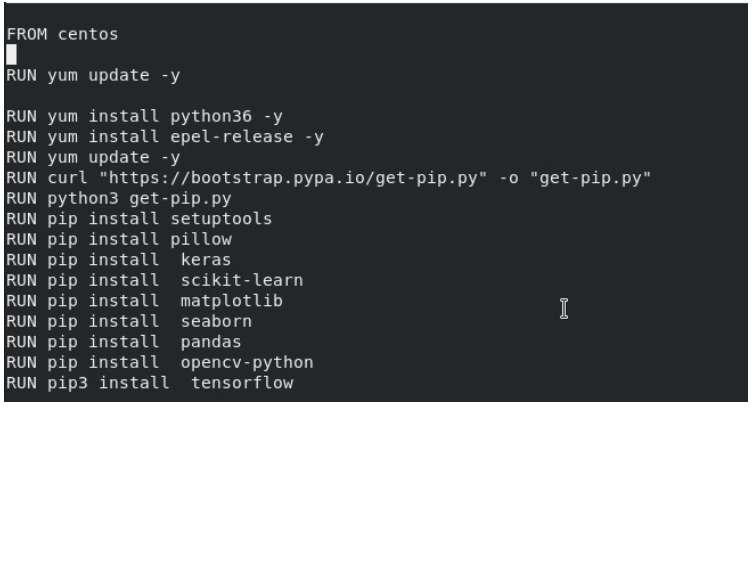 FROM centos
RUN yum update -y
RUN yum install python36 -y
RUN yum install epel-release -y
RUN yum update -y
RUN curl "https://bootstrap.pypa.io/get-pip.py" -o "get-pip.py"
RUN python3 get-pip.py
RUN pip install setuptools
RUN pip install pillow
RUN pip install  keras
RUN pip install  scikit-learn
RUN pip install  matplotlib
RUN pip install  seaborn
RUN pip install  pandas
RUN pip install  opencv-python
RUN pip3 install  tensorflow